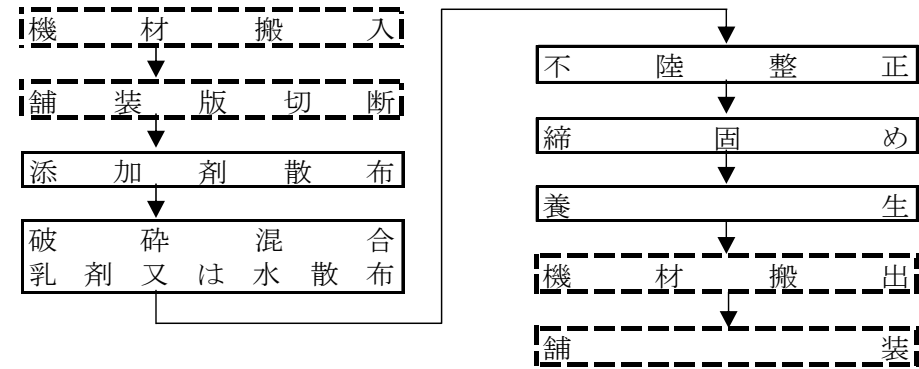 機材搬入
舗装版切断
添加剤散布
破砕混合
乳剤又は水散布
不陸整正
締固め
養生
機材搬出
舗装